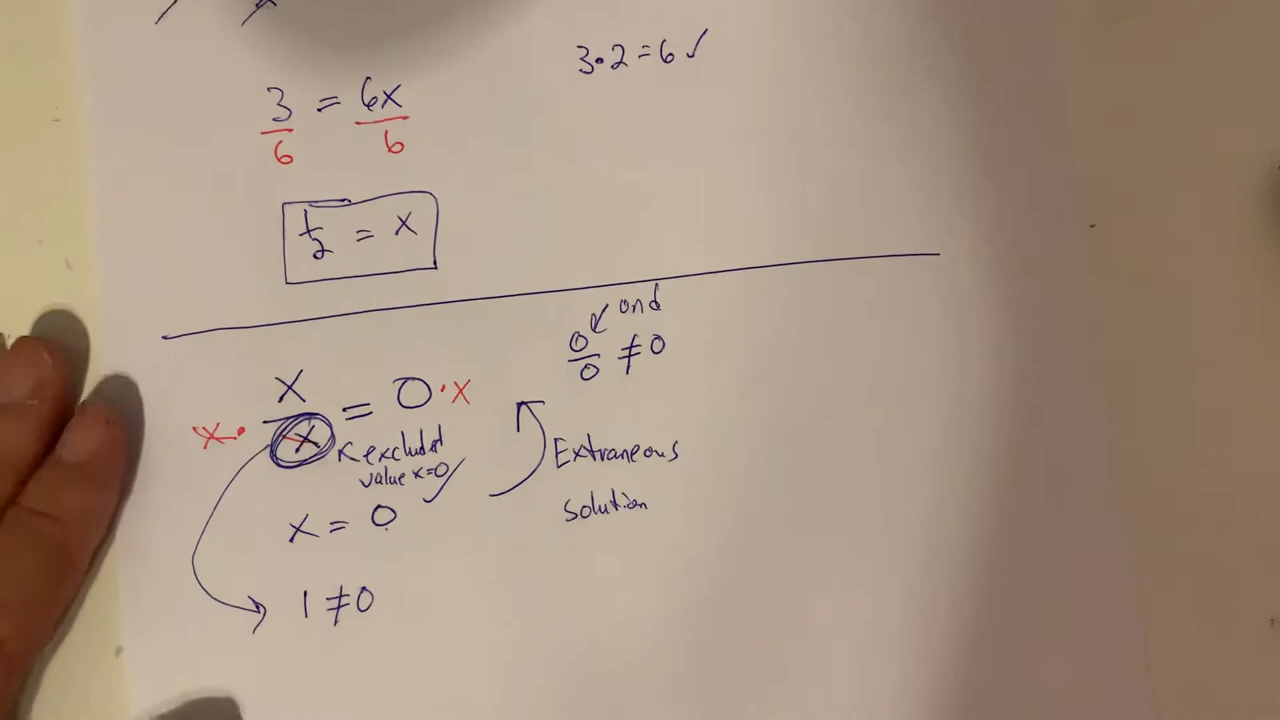 3·2=6 ✓
3 = 6x
6 6
1/2 = x
und
0/0 ≠ 0
x· x/x = 0·x
excluded
value x=0
Extraneous
solution
x = 0
1 ≠ 0